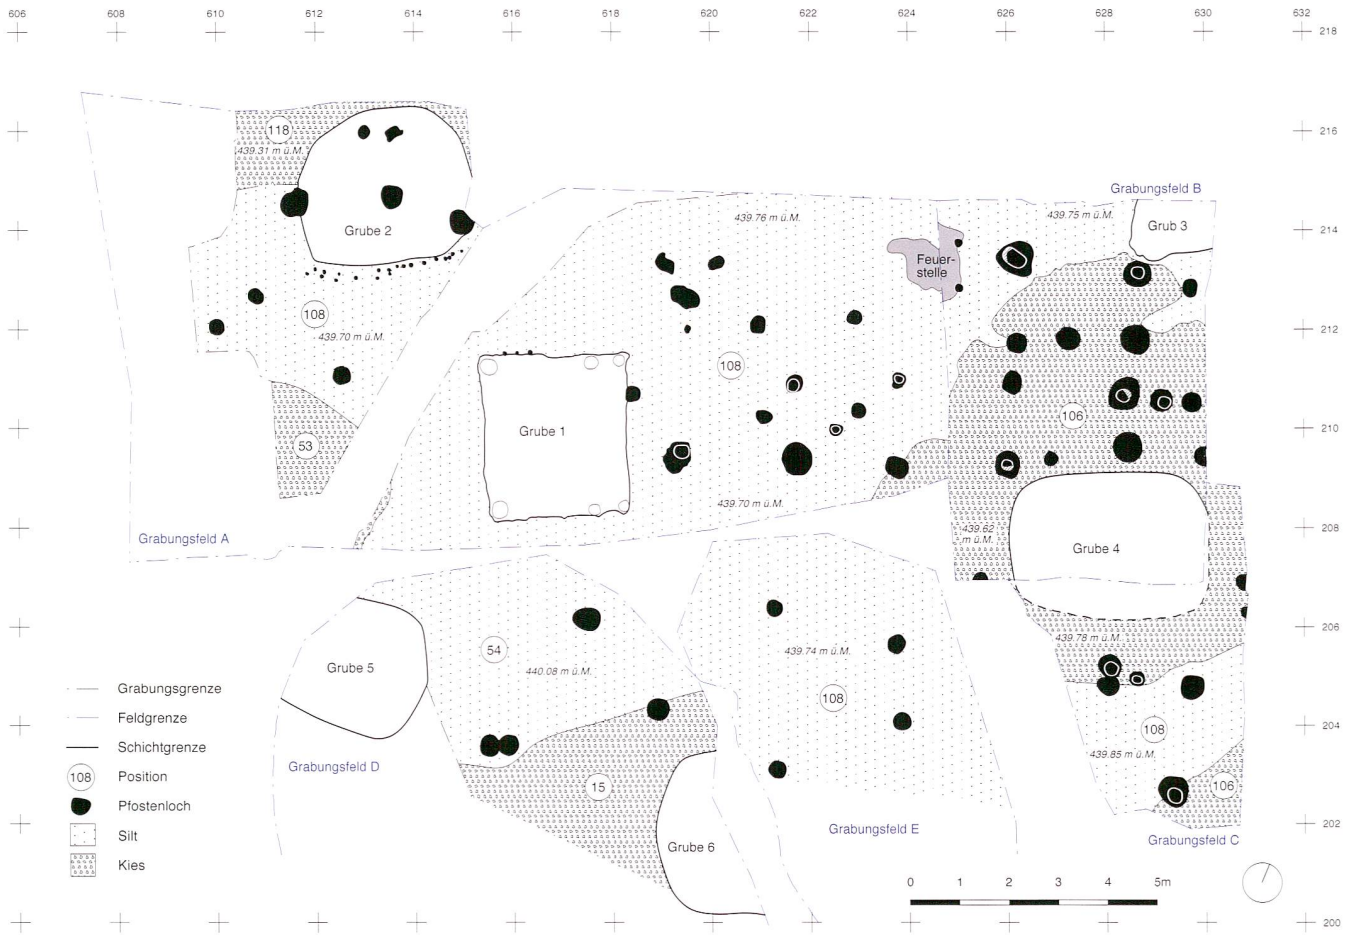 606 608 610 612 614 616 618 620 622 624 626 628 630 632
218
118
216
439.31 m ü.M.
Grabungsfeld B
439.76 m ü.M.
439.75 m ü.M.
Grube 2
Grub 3
214
Feuer-
stelle
108
439.70 m ü.M.
212
108
106
Grube 1
53
210
439.70 m ü.M.
Grabungsfeld A
439.62
m ü.M.
208
Grube 4
54
439.74 m ü.M.
439.78 m ü.M.
206
Grube 5
440.08 m ü.M.
Grabungsgrenze
108
Feldgrenze
204
Schichtgrenze
108
439.85 m ü.M.
Grabungsfeld D
108 Position
15
106
Pfostenloch
Silt
Grabungsfeld E
202
Grabungsfeld C
Grube 6
Kies
0 1 2 3 4 5m
200